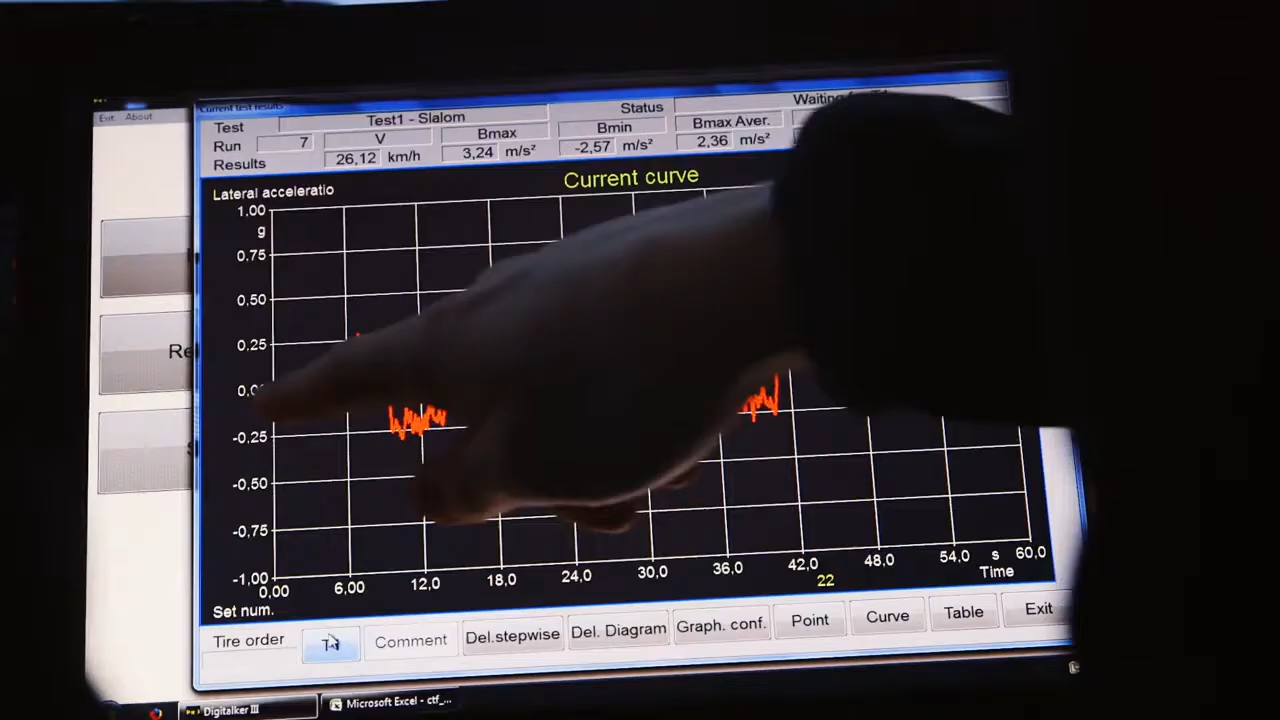 Exit About
Current test results
Test Test1 - Slalom Status Waiting
Run 7 V Bmax Bmin Bmax Aver.
Results 26,12 km/h 3,24 m/s² -2,57 m/s² 2,36 m/s²
Lateral acceleratio Current curve
1.00
g
0.75
0,50
0,25
-0,25
-0,50
-0,75
-1,00
0,00 6,00 12,0 18,0 24,0 30,0 36,0 42,0 48,0 54,0 s 60,0
22 Time
Set num.
Tire order Comment Del.stepwise Del. Diagram Graph. conf. Point Curve Table Exit
Digitalker III Microsoft Excel - ctf_...